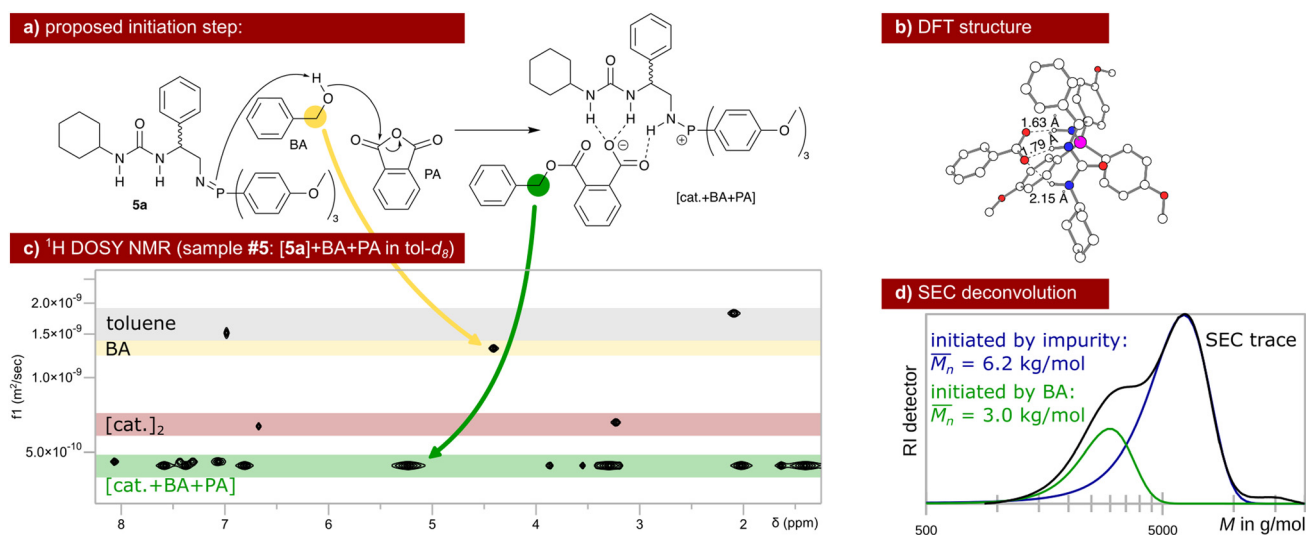 a) proposed initiation step:
H
O
BA
O
O
O
PA
O
N
H
N
H
N
P
O
3
5a
O
N
H
N
H
N
H
P
⊕
O
3
O
O
O
O
⊖
[cat.+BA+PA]
b) DFT structure
1.63 Å
1.79 Å
2.15 Å
c) ¹H DOSY NMR (sample #5: [5a]+BA+PA in tol-d₈)
f1 (m²/sec)
2.0×10⁻⁹
1.5×10⁻⁹
1.0×10⁻⁹
5.0×10⁻¹⁰
toluene
BA
[cat.]₂
[cat.+BA+PA]
8 7 6 5 4 3 2 δ (ppm)
d) SEC deconvolution
RI detector
initiated by impurity:
M̅n = 6.2 kg/mol
initiated by BA:
M̅n = 3.0 kg/mol
SEC trace
500 5000 M in g/mol